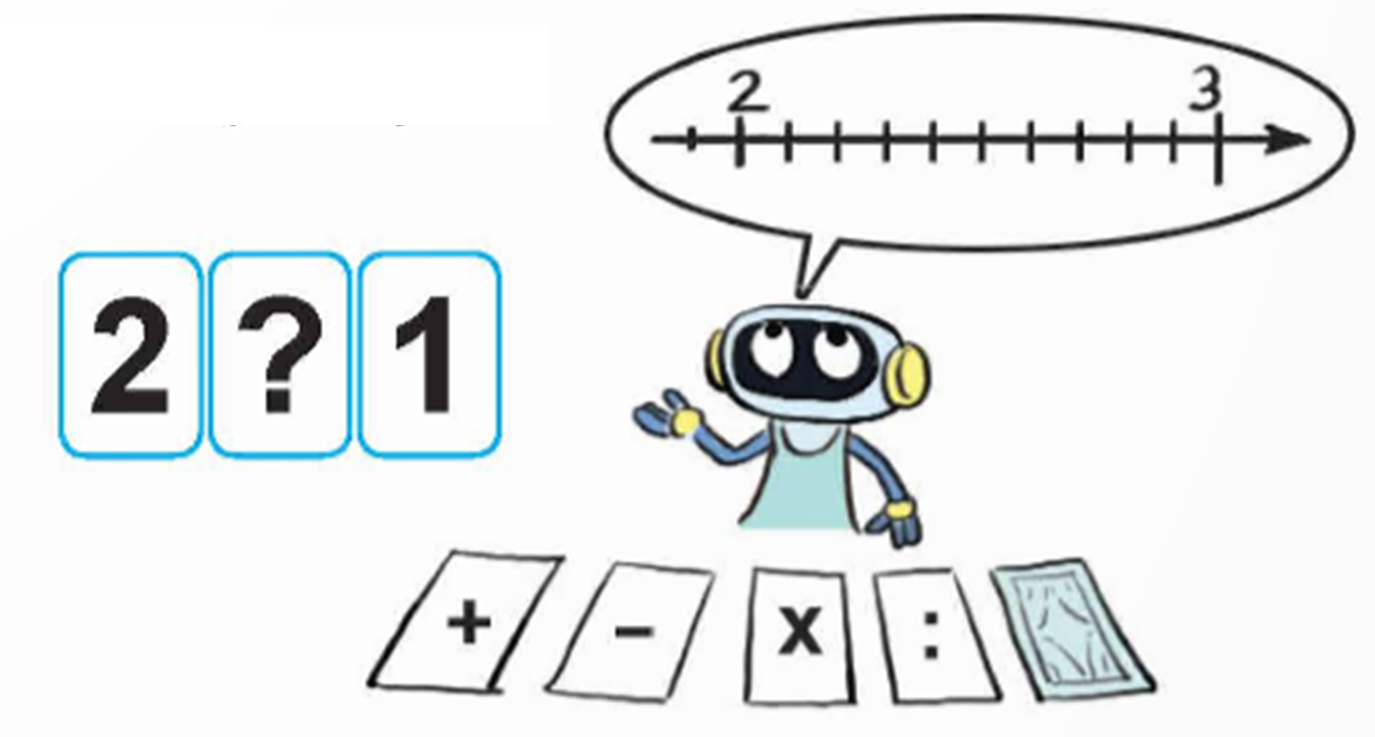 2 3
2 ? 1
+ - x :